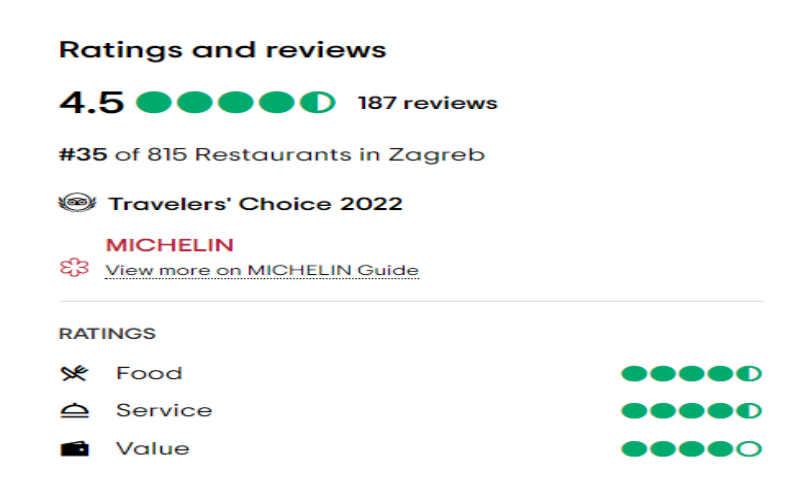 Ratings and reviews
4.5 187 reviews
#35 of 815 Restaurants in Zagreb
Travelers' Choice 2022
MICHELIN
View more on MICHELIN Guide
RATINGS
Food
Service
Value